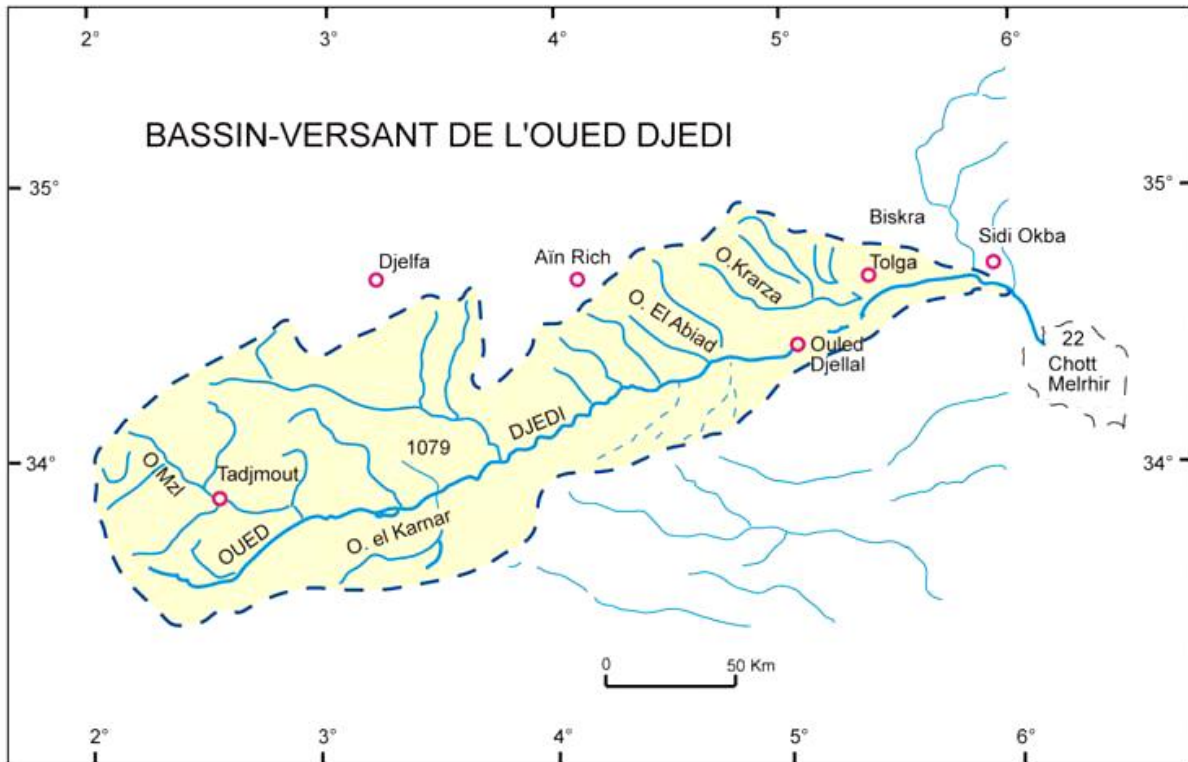 2° 3° 4° 5° 6°
BASSIN-VERSANT DE L'OUED DJEDI
35° 35°
Biskra
Sidi Okba
Djelfa
Aïn Rich
Tolga
O.Krarza
O. El Abiad
Ouled
Djellal
22
Chott
Melrhir
DJEDI
1079
34° 34°
O Mzl
Tadjmout
OUED
O. el Kamar
0 50 Km
2° 3° 4° 5° 6°